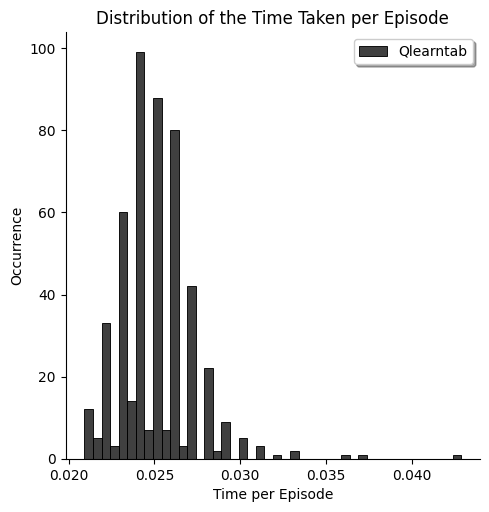 Distribution of the Time Taken per Episode
Qlearntab
100
80
60
40
20
0
Occurrence
0.020 0.025 0.030 0.035 0.040
Time per Episode